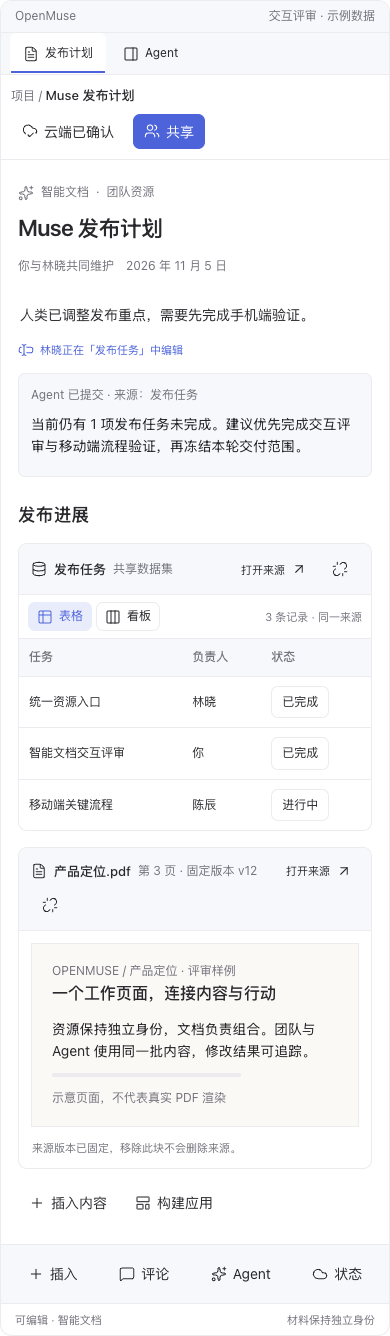 OpenMuse 交互评审 · 示例数据
发布计划 Agent
项目 / Muse 发布计划
云端已确认 共享
智能文档 · 团队资源
Muse 发布计划
你与林晓共同维护 2026 年 11 月 5 日
人类已调整发布重点，需要先完成手机端验证。
林晓正在「发布任务」中编辑
Agent 已提交 · 来源：发布任务
当前仍有 1 项发布任务未完成。建议优先完成交互评
审与移动端流程验证，再冻结本轮交付范围。
发布进展
发布任务 共享数据集 打开来源
表格 看板 3 条记录 · 同一来源
任务 负责人 状态
统一资源入口 林晓 已完成
智能文档交互评审 你 已完成
移动端关键流程 陈辰 进行中
产品定位.pdf 第 3 页 · 固定版本 v12 打开来源
OPENMUSE / 产品定位 · 评审样例
一个工作页面，连接内容与行动
资源保持独立身份，文档负责组合。团队与
Agent 使用同一批内容，修改结果可追踪。
示意页面，不代表真实 PDF 渲染
来源版本已固定，移除此块不会删除来源。
插入内容 构建应用
插入 评论 Agent 状态
可编辑 · 智能文档 材料保持独立身份